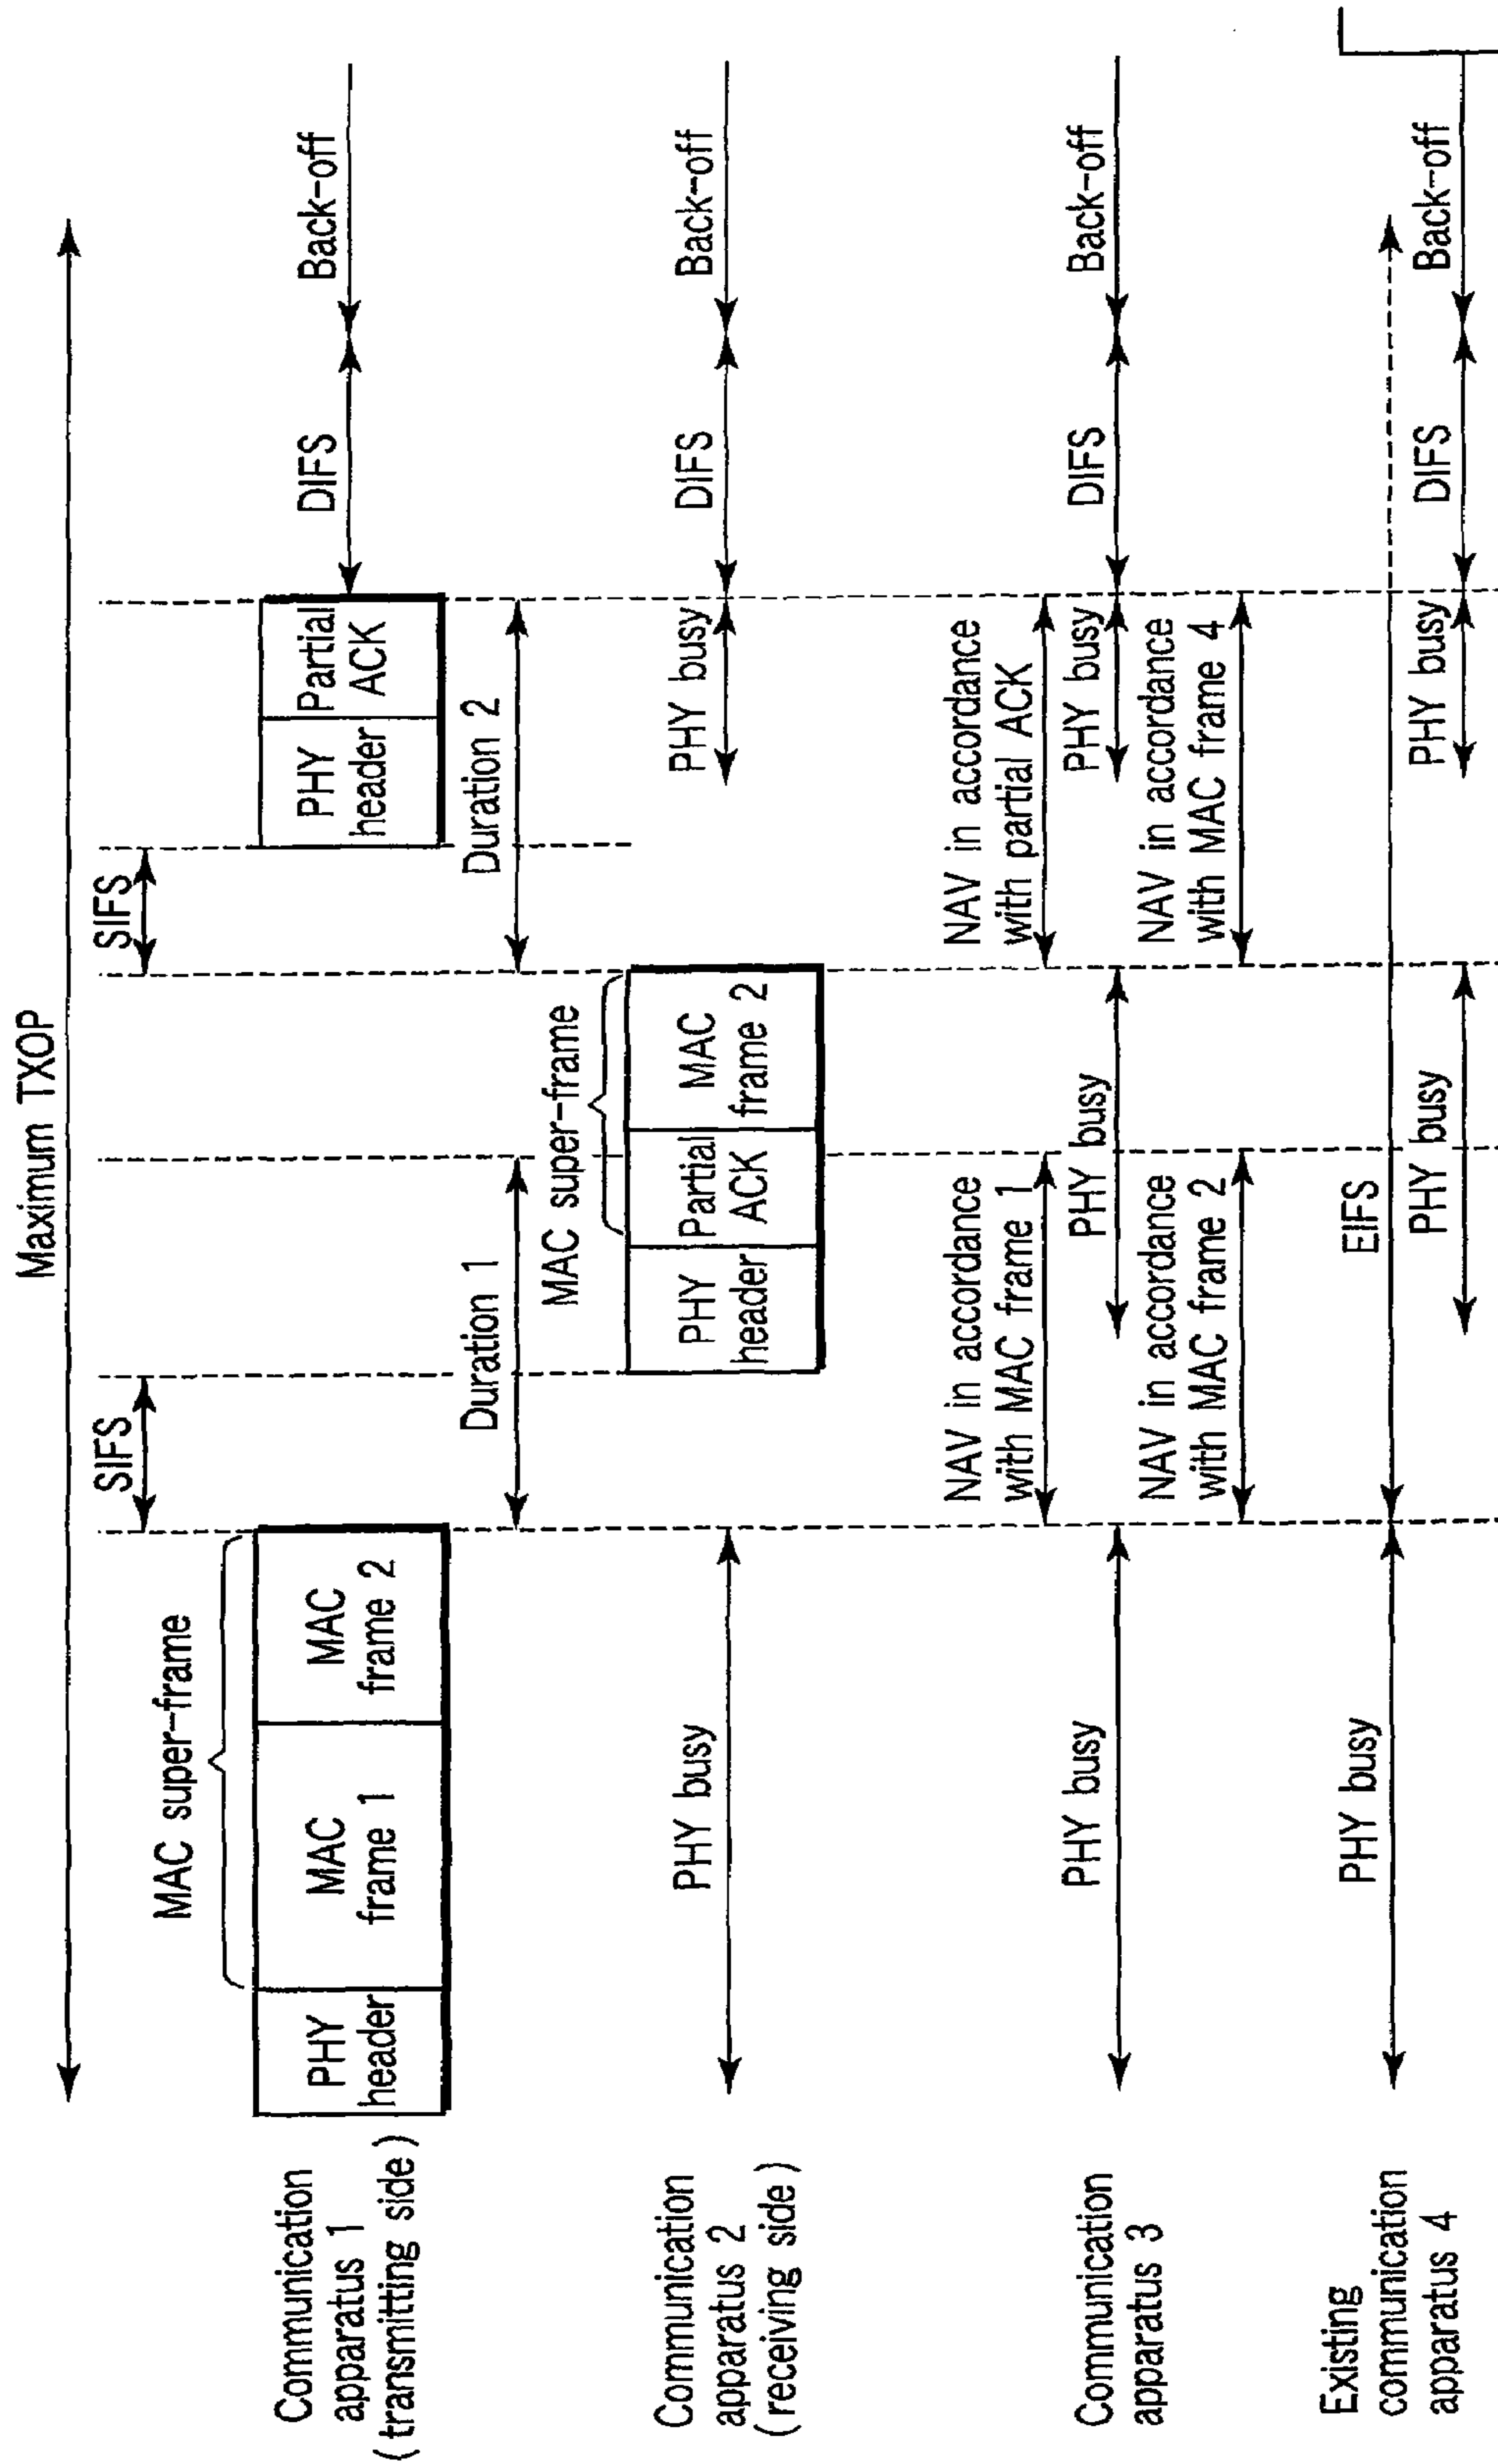 Maximum TXOP
SIFS
SIFS
MAC super-frame
Communication
apparatus 1
(transmitting side)
PHY
header
MAC
frame 1
MAC
frame 2
PHY
header
Partial
ACK
DIFS
Back-off
Duration 1
Duration 2
MAC super-frame
Communication
apparatus 2
(receiving side)
PHY busy
PHY
header
Partial
ACK
MAC
frame 2
PHY busy
DIFS
Back-off
NAV in accordance
with MAC frame 1
NAV in accordance
with partial ACK
Communication
apparatus 3
PHY busy
PHY busy
PHY busy
DIFS
Back-off
NAV in accordance
with MAC frame 2
NAV in accordance
with MAC frame 4
Existing
communication
apparatus 4
PHY busy
EIFS
PHY busy
PHY busy
DIFS
Back-off